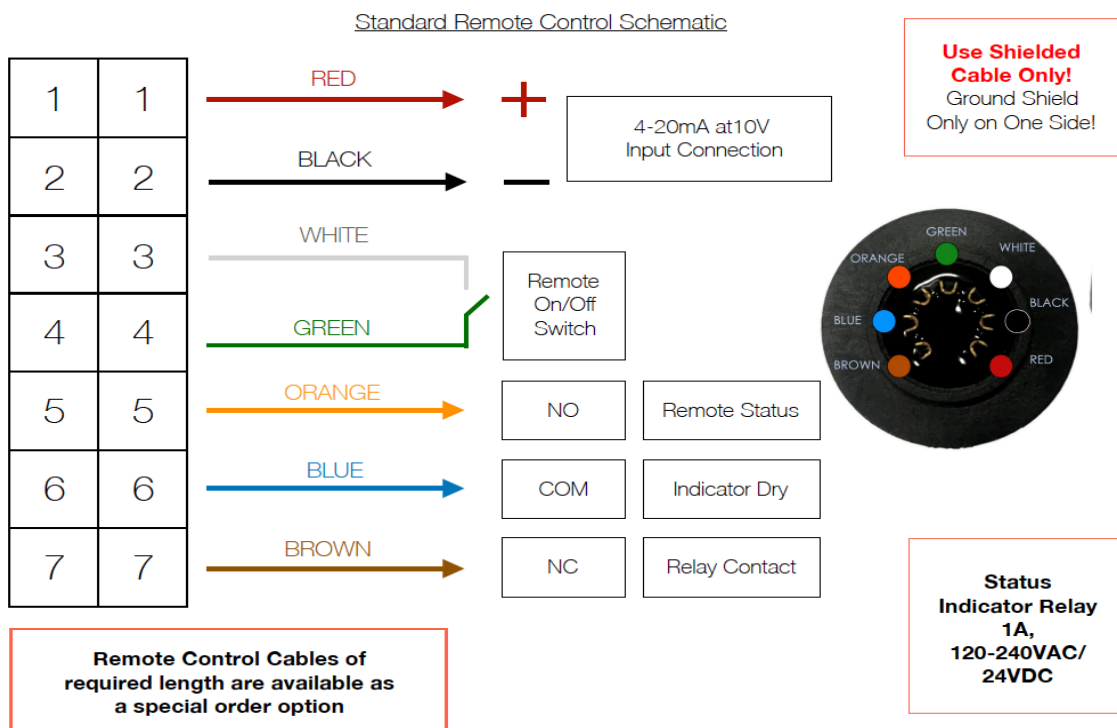 Standard Remote Control Schematic
Use Shielded
Cable Only!
Ground Shield
Only on One Side!
1 1 RED +
4-20mA at10V
Input Connection
2 2 BLACK –
3 3 WHITE
Remote
On/Off
Switch
4 4 GREEN
5 5 ORANGE NO Remote Status
6 6 BLUE COM Indicator Dry
7 7 BROWN NC Relay Contact
GREEN
WHITE
ORANGE
BLACK
BLUE
BROWN
RED
Remote Control Cables of
required length are available as
a special order option
Status
Indicator Relay
1A,
120-240VAC/
24VDC